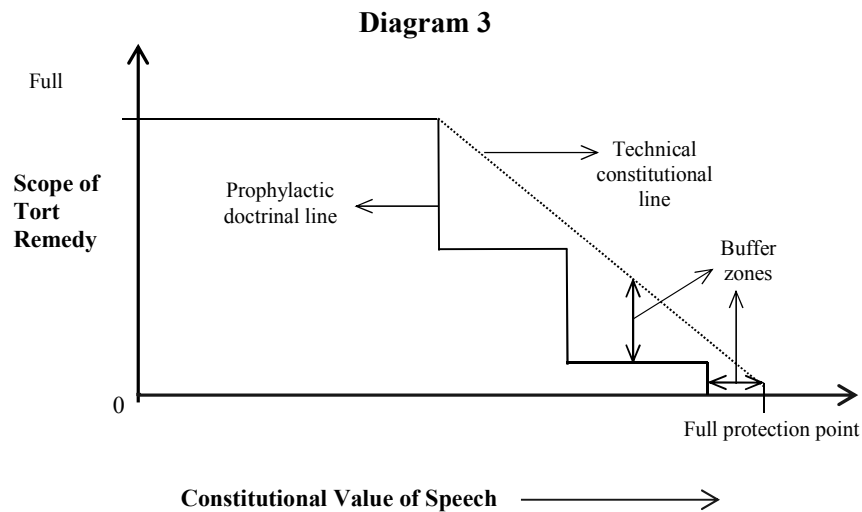 Diagram 3
Full
Scope of
Tort
Remedy
Prophylactic
doctrinal line
Technical
constitutional
line
Buffer
zones
0
Full protection point
Constitutional Value of Speech